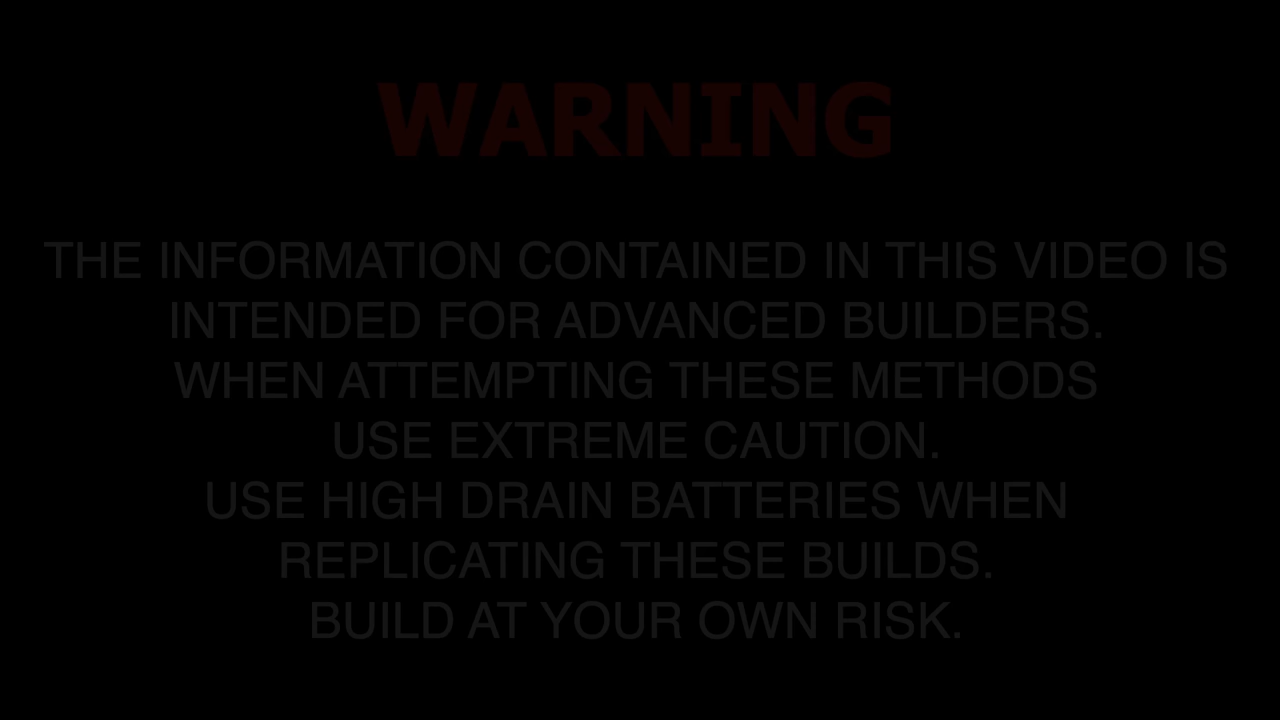 WARNING
THE INFORMATION CONTAINED IN THIS VIDEO IS
INTENDED FOR ADVANCED BUILDERS.
WHEN ATTEMPTING THESE METHODS
USE EXTREME CAUTION.
USE HIGH DRAIN BATTERIES WHEN
REPLICATING THESE BUILDS.
BUILD AT YOUR OWN RISK.